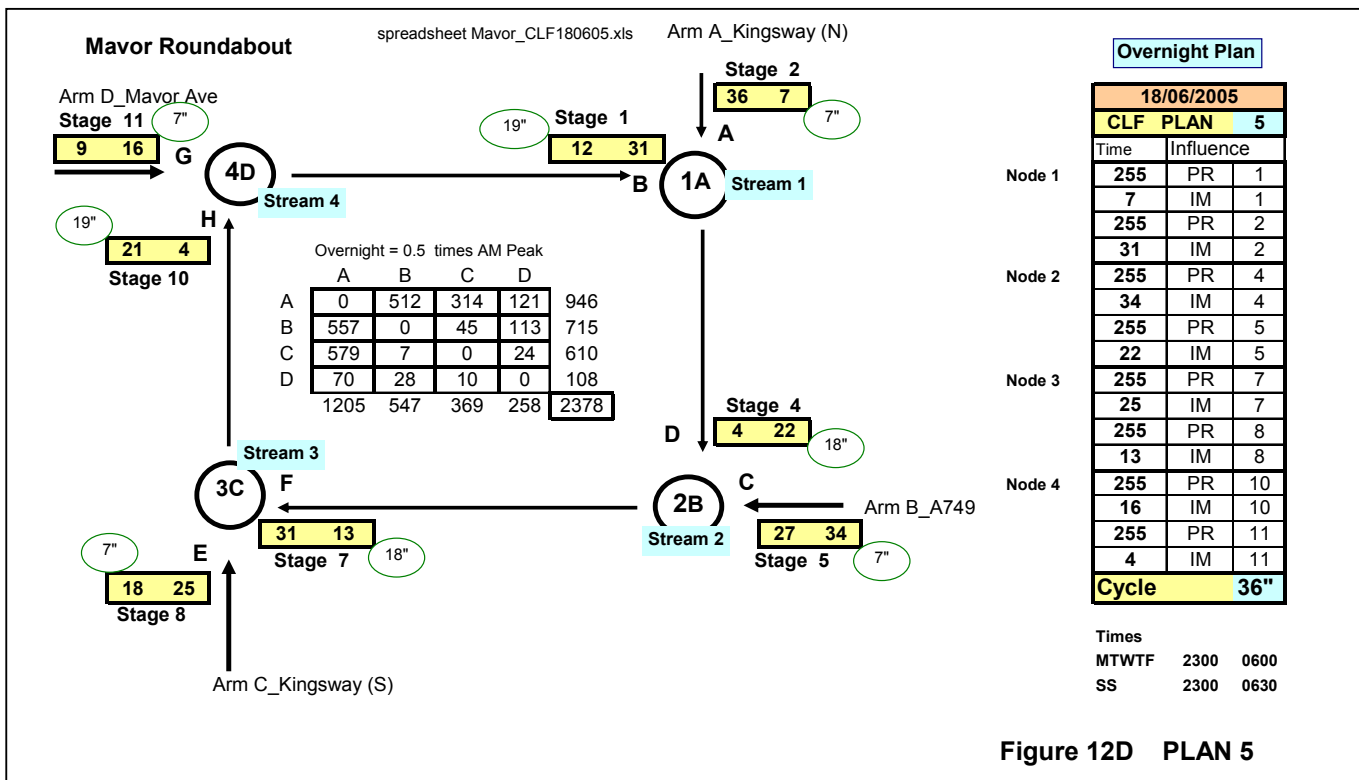 Mavor Roundabout
spreadsheet Mavor_CLF180605.xls
Arm A_Kingsway (N)
Overnight Plan
Stage 2
36 7
7"
A
Arm D_Mavor Ave
Stage 11
7"
9 16
G
19"
Stage 1
12 31
B
1A
Stream 1
4D
Stream 4
H
19"
21 4
Stage 10
Overnight = 0.5 times AM Peak
A B C D
A 0 512 314 121 946
B 557 0 45 113 715
C 579 7 0 24 610
D 70 28 10 0 108
1205 547 369 258 2378
Stage 4
D
4 22
18"
Stream 3
3C
F
31 13
Stage 7
18"
2B
Stream 2
C
Arm B_A749
27 34
Stage 5
7"
7"
E
18 25
Stage 8
Arm C_Kingsway (S)
18/06/2005
CLF PLAN 5
Time Influence
Node 1 255 PR 1
7 IM 1
255 PR 2
31 IM 2
Node 2 255 PR 4
34 IM 4
255 PR 5
22 IM 5
Node 3 255 PR 7
25 IM 7
255 PR 8
13 IM 8
Node 4 255 PR 10
16 IM 10
255 PR 11
4 IM 11
Cycle 36"
Times
MTWTF 2300 0600
SS 2300 0630
Figure 12D PLAN 5